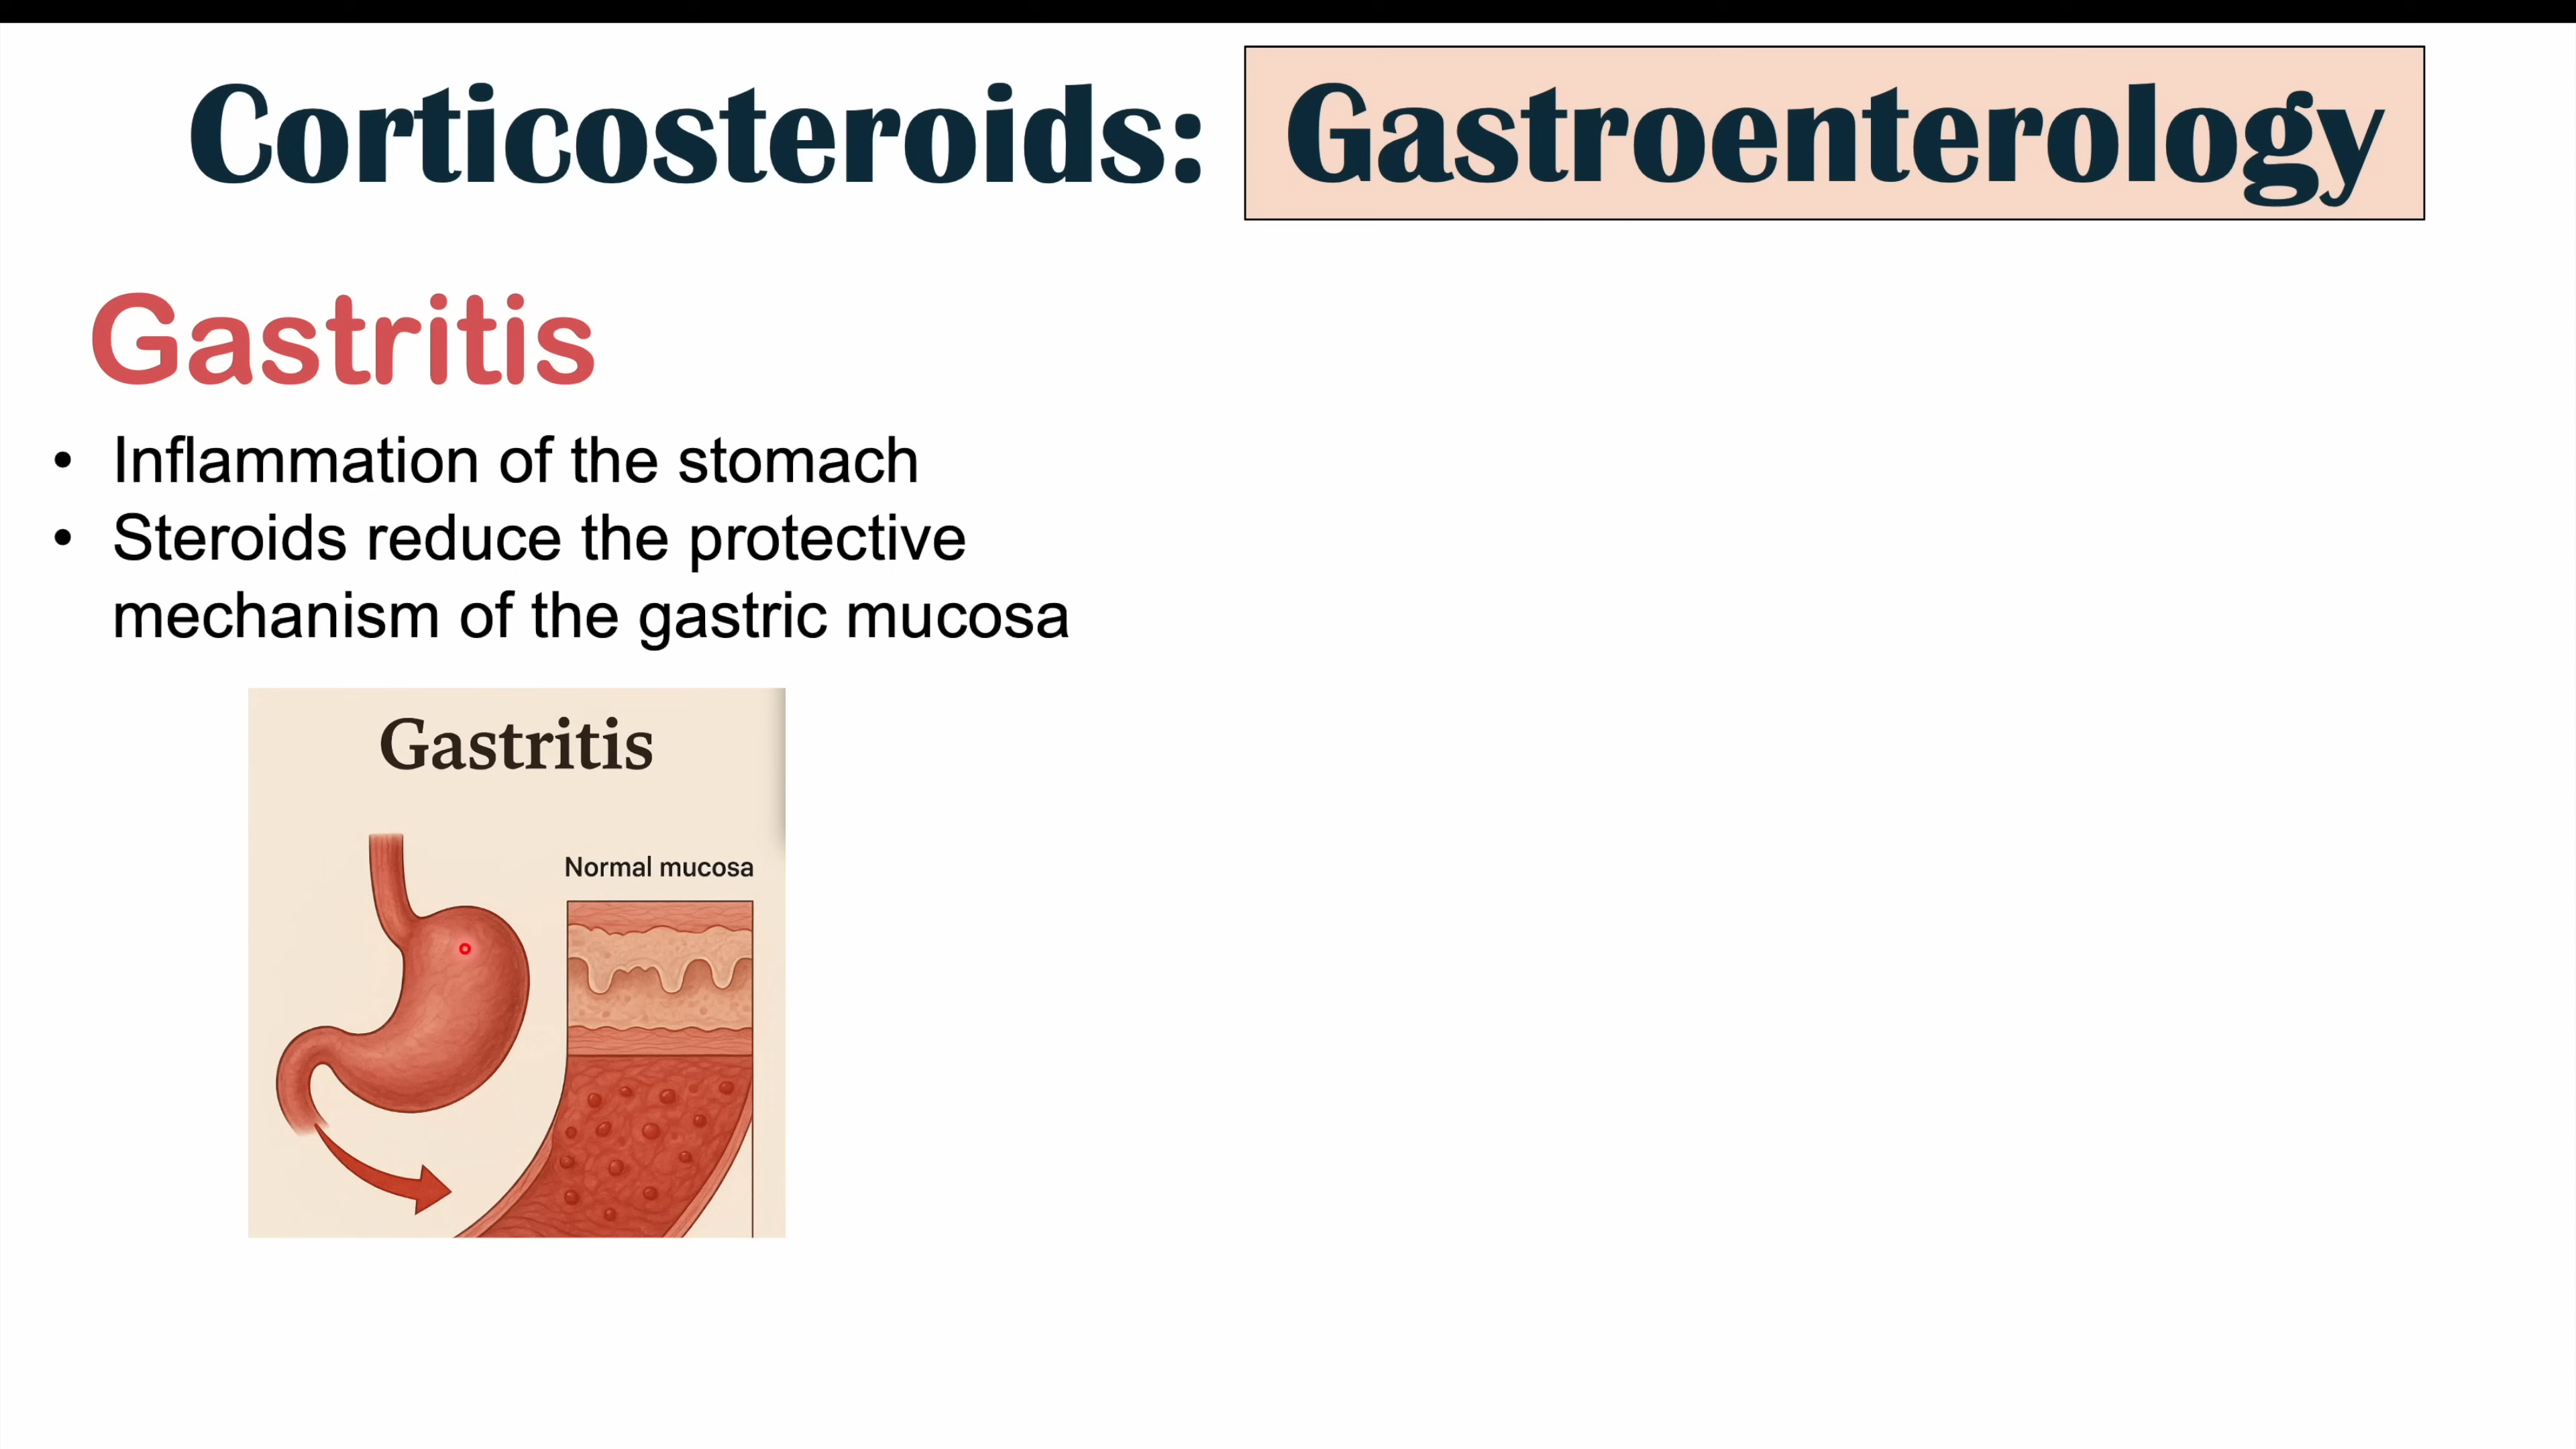 Corticosteroids: Gastroenterology
Gastritis
• Inflammation of the stomach
• Steroids reduce the protective
mechanism of the gastric mucosa
Gastritis
Normal mucosa